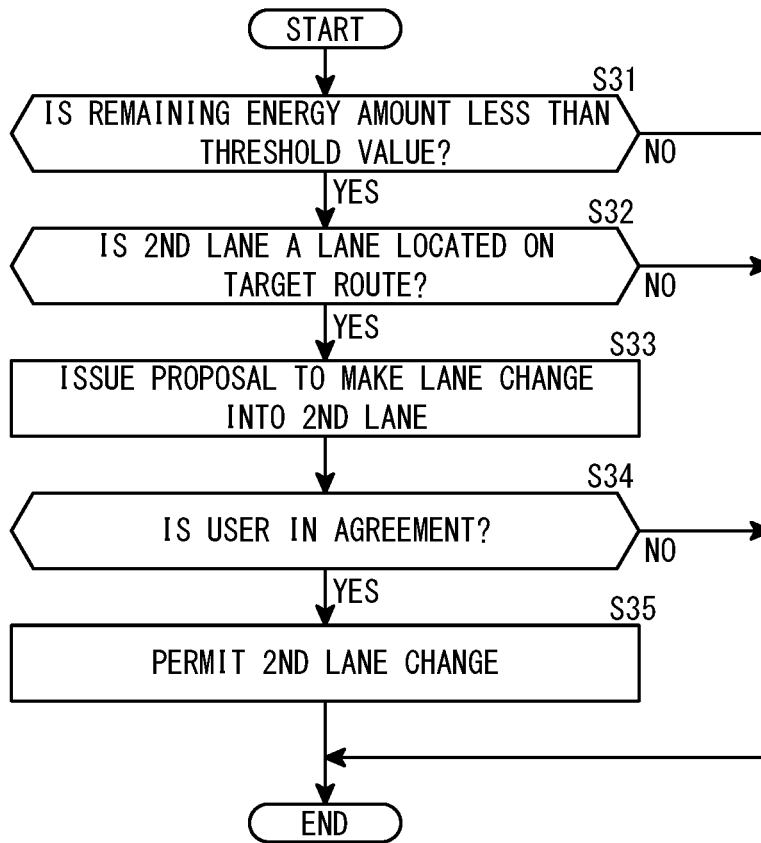 START
S31
IS REMAINING ENERGY AMOUNT LESS THAN
THRESHOLD VALUE?
NO
YES
S32
IS 2ND LANE A LANE LOCATED ON
TARGET ROUTE?
NO
YES
S33
ISSUE PROPOSAL TO MAKE LANE CHANGE
INTO 2ND LANE
S34
IS USER IN AGREEMENT?
NO
YES
S35
PERMIT 2ND LANE CHANGE
END